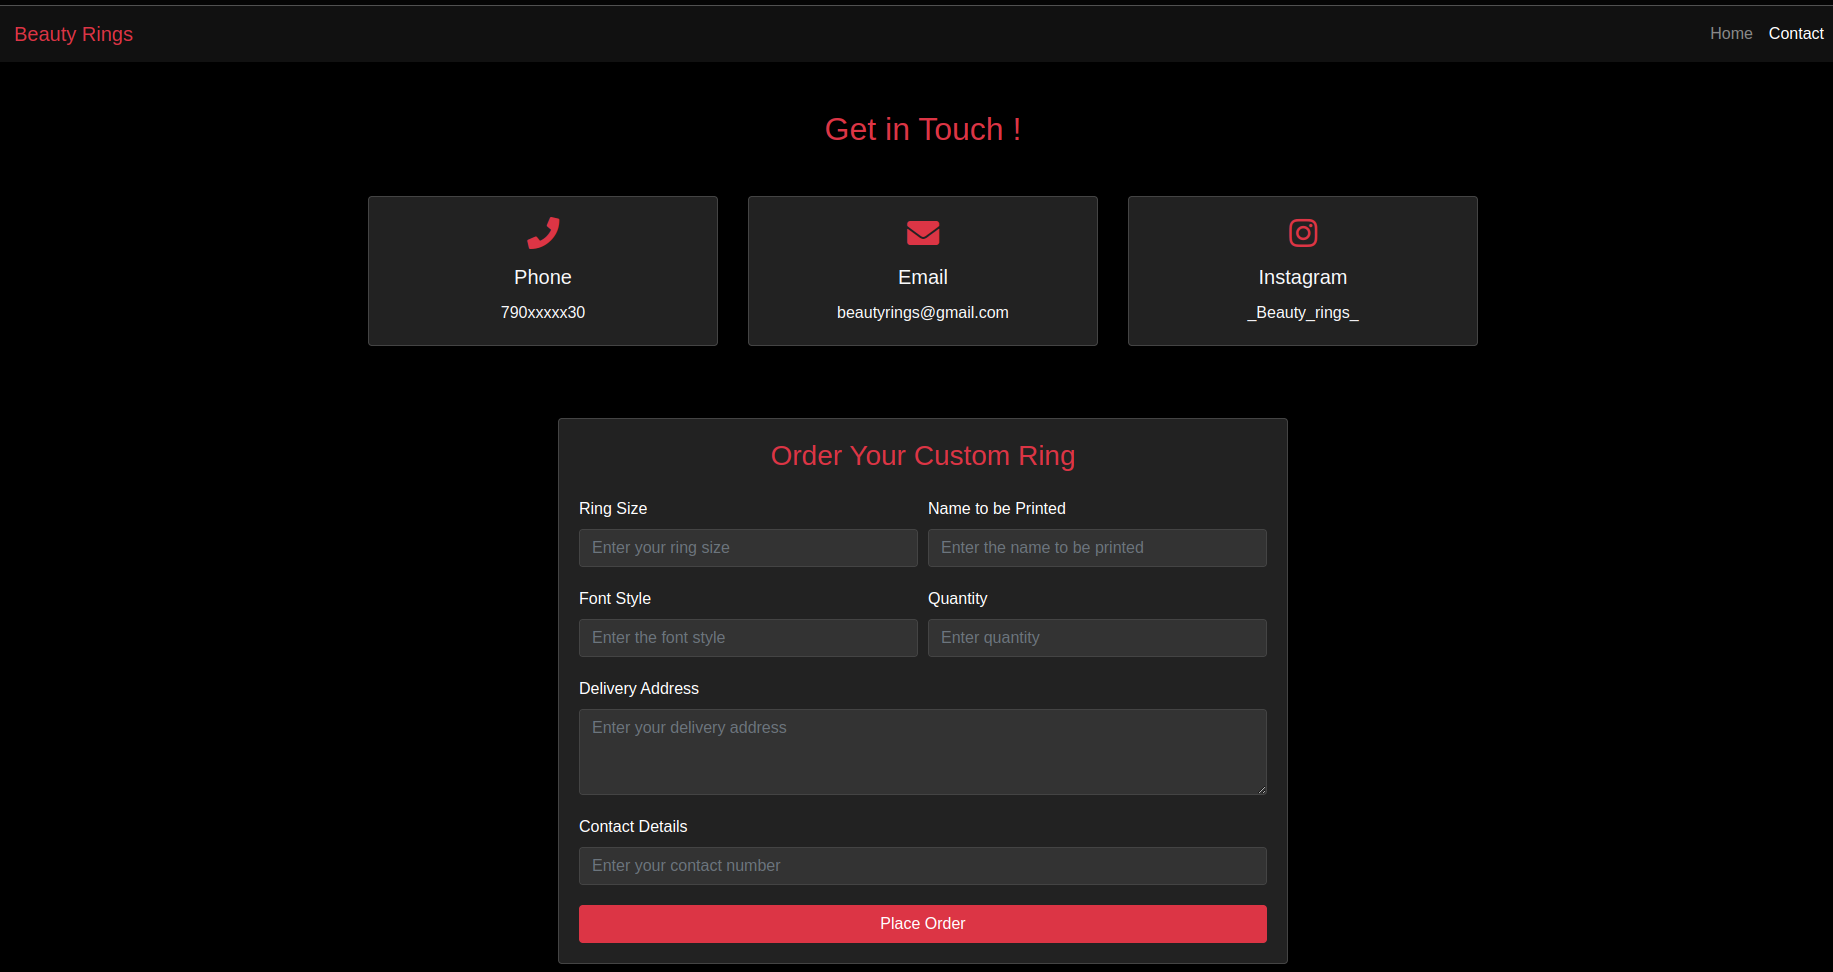 Beauty Rings
Home Contact
Get in Touch !
Phone
790xxxxx30
Email
beautyrings@gmail.com
Instagram
_Beauty_rings_
Order Your Custom Ring
Ring Size
Enter your ring size
Name to be Printed
Enter the name to be printed
Font Style
Enter the font style
Quantity
Enter quantity
Delivery Address
Enter your delivery address
Contact Details
Enter your contact number
Place Order